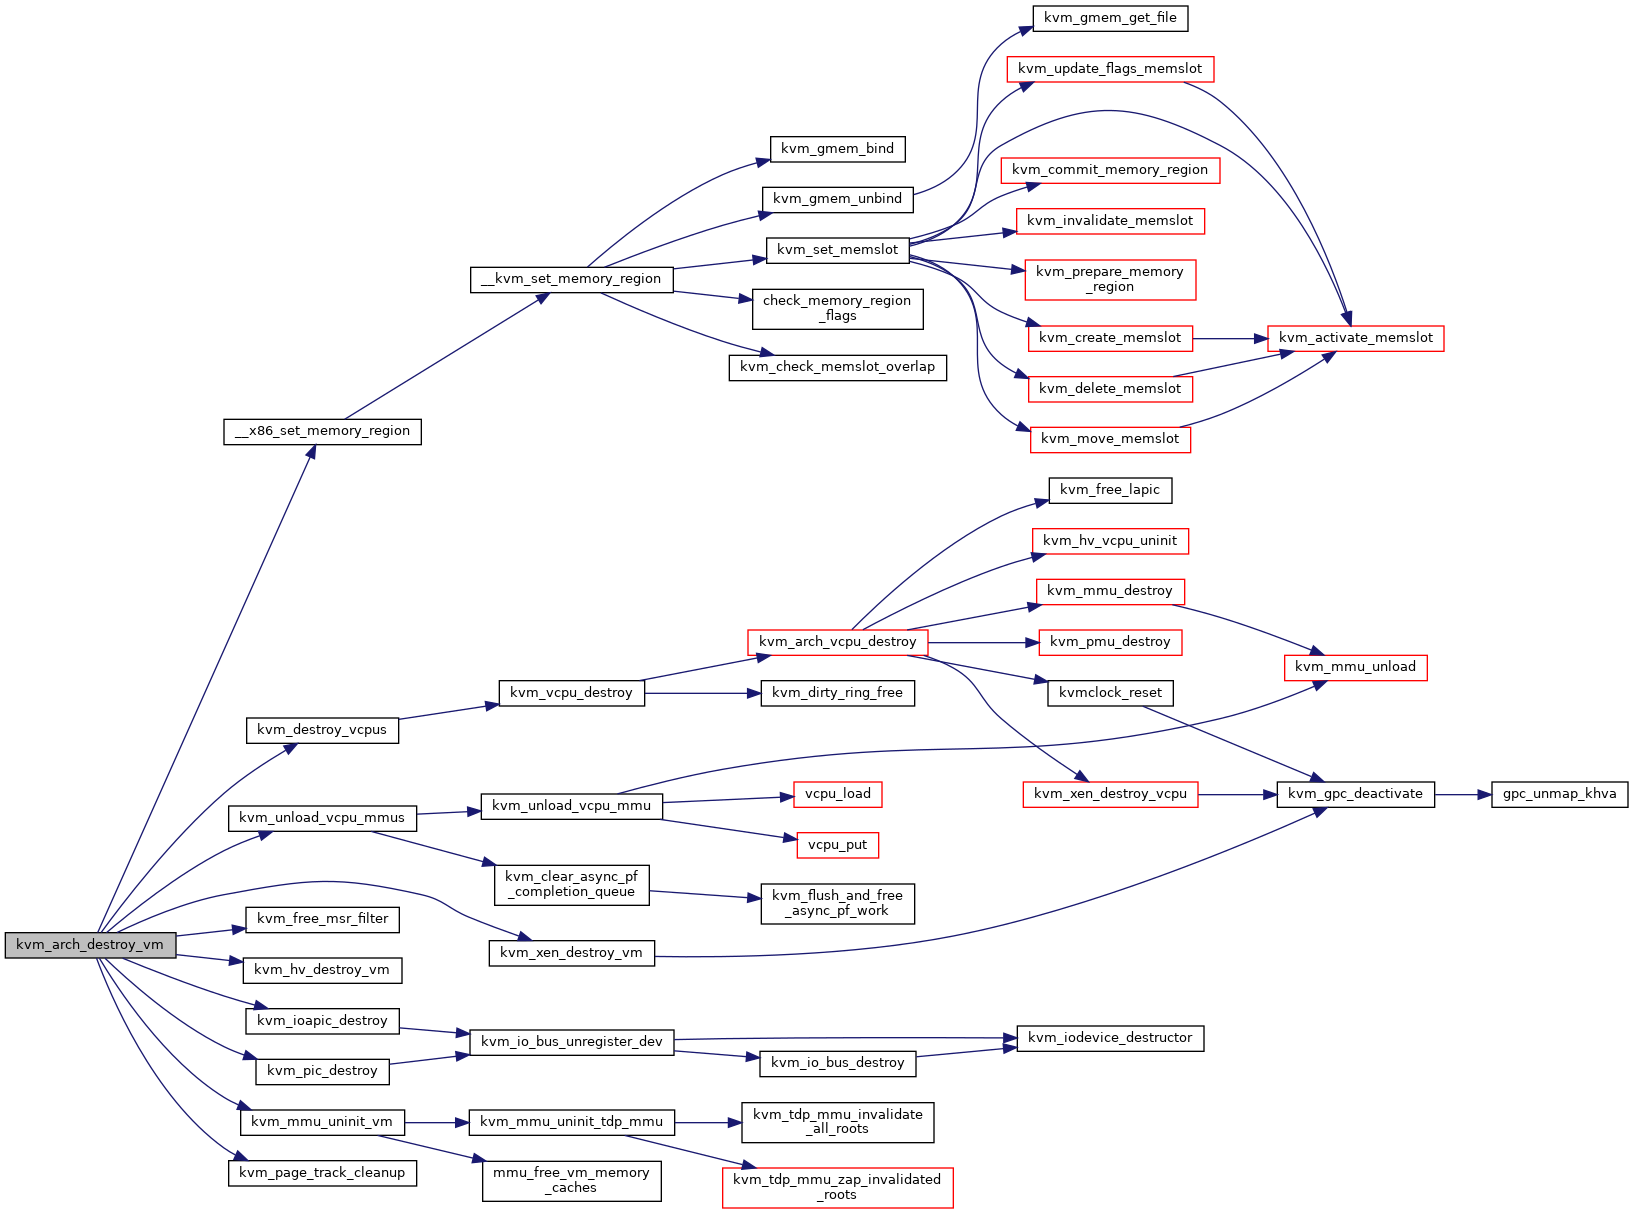 kvm_gmem_get_file
kvm_update_flags_memslot
kvm_gmem_bind
kvm_commit_memory_region
kvm_gmem_unbind
kvm_invalidate_memslot
kvm_set_memslot
__kvm_set_memory_region
kvm_prepare_memory
_region
check_memory_region
_flags
kvm_create_memslot
kvm_activate_memslot
kvm_check_memslot_overlap
kvm_delete_memslot
__x86_set_memory_region
kvm_move_memslot
kvm_free_lapic
kvm_hv_vcpu_uninit
kvm_mmu_destroy
kvm_arch_vcpu_destroy
kvm_pmu_destroy
kvm_mmu_unload
kvm_vcpu_destroy
kvm_dirty_ring_free
kvmclock_reset
kvm_destroy_vcpus
vcpu_load
kvm_xen_destroy_vcpu
kvm_gpc_deactivate
gpc_unmap_khva
kvm_unload_vcpu_mmu
kvm_unload_vcpu_mmus
vcpu_put
kvm_clear_async_pf
_completion_queue
kvm_flush_and_free
_async_pf_work
kvm_free_msr_filter
kvm_arch_destroy_vm
kvm_xen_destroy_vm
kvm_hv_destroy_vm
kvm_ioapic_destroy
kvm_io_bus_unregister_dev
kvm_iodevice_destructor
kvm_io_bus_destroy
kvm_pic_destroy
kvm_mmu_uninit_vm
kvm_mmu_uninit_tdp_mmu
kvm_tdp_mmu_invalidate
_all_roots
kvm_page_track_cleanup
mmu_free_vm_memory
_caches
kvm_tdp_mmu_zap_invalidated
_roots